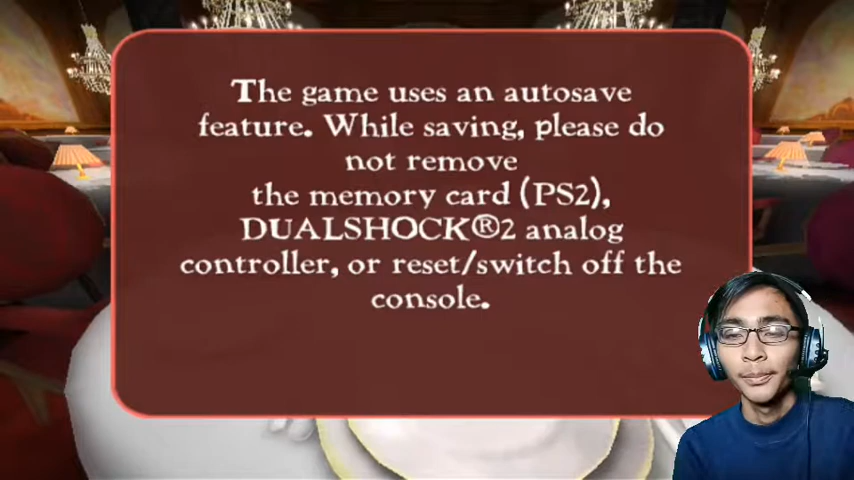 The game uses an autosave
feature. While saving, please do
not remove
the memory card (PS2),
DUALSHOCK®2 analog
controller, or reset/switch off the
console.